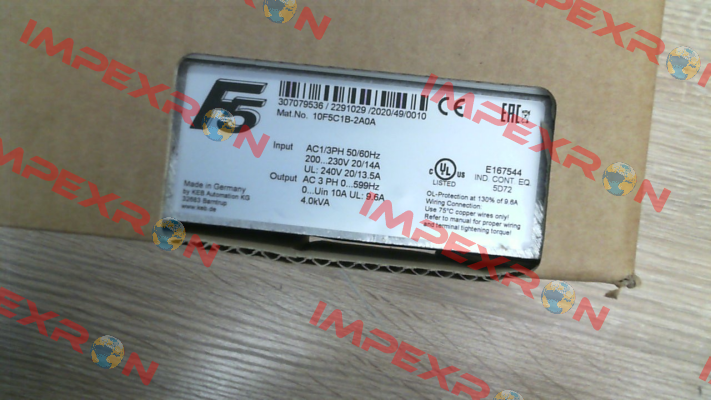 IMPEXRON
IMPEXRON
F5
307079536 / 2291029 /2020/49/0010
Mat.No. 10F5C1B-2A0A
CE
EAC
Input AC1/3PH 50/60Hz
200...230V 20/14A
UL: 240V 20/13.5A
Output AC 3 PH 0...599Hz
0...Uin 10A UL: 9.6A
4.0kVA
Made in Germany
by KEB Automation KG
32683 Barntrup
www.keb.de
c UL us
LISTED
E167544
IND. CONT. EQ.
5D72
OL-Protection at 130% of 9.6A
Wiring Connection:
Use 75°C copper wires only!
Refer to manual for proper wiring
and terminal tightening torque!
IMPEXRON
IMPEXRON
IMPEXRON
IMPEXRON